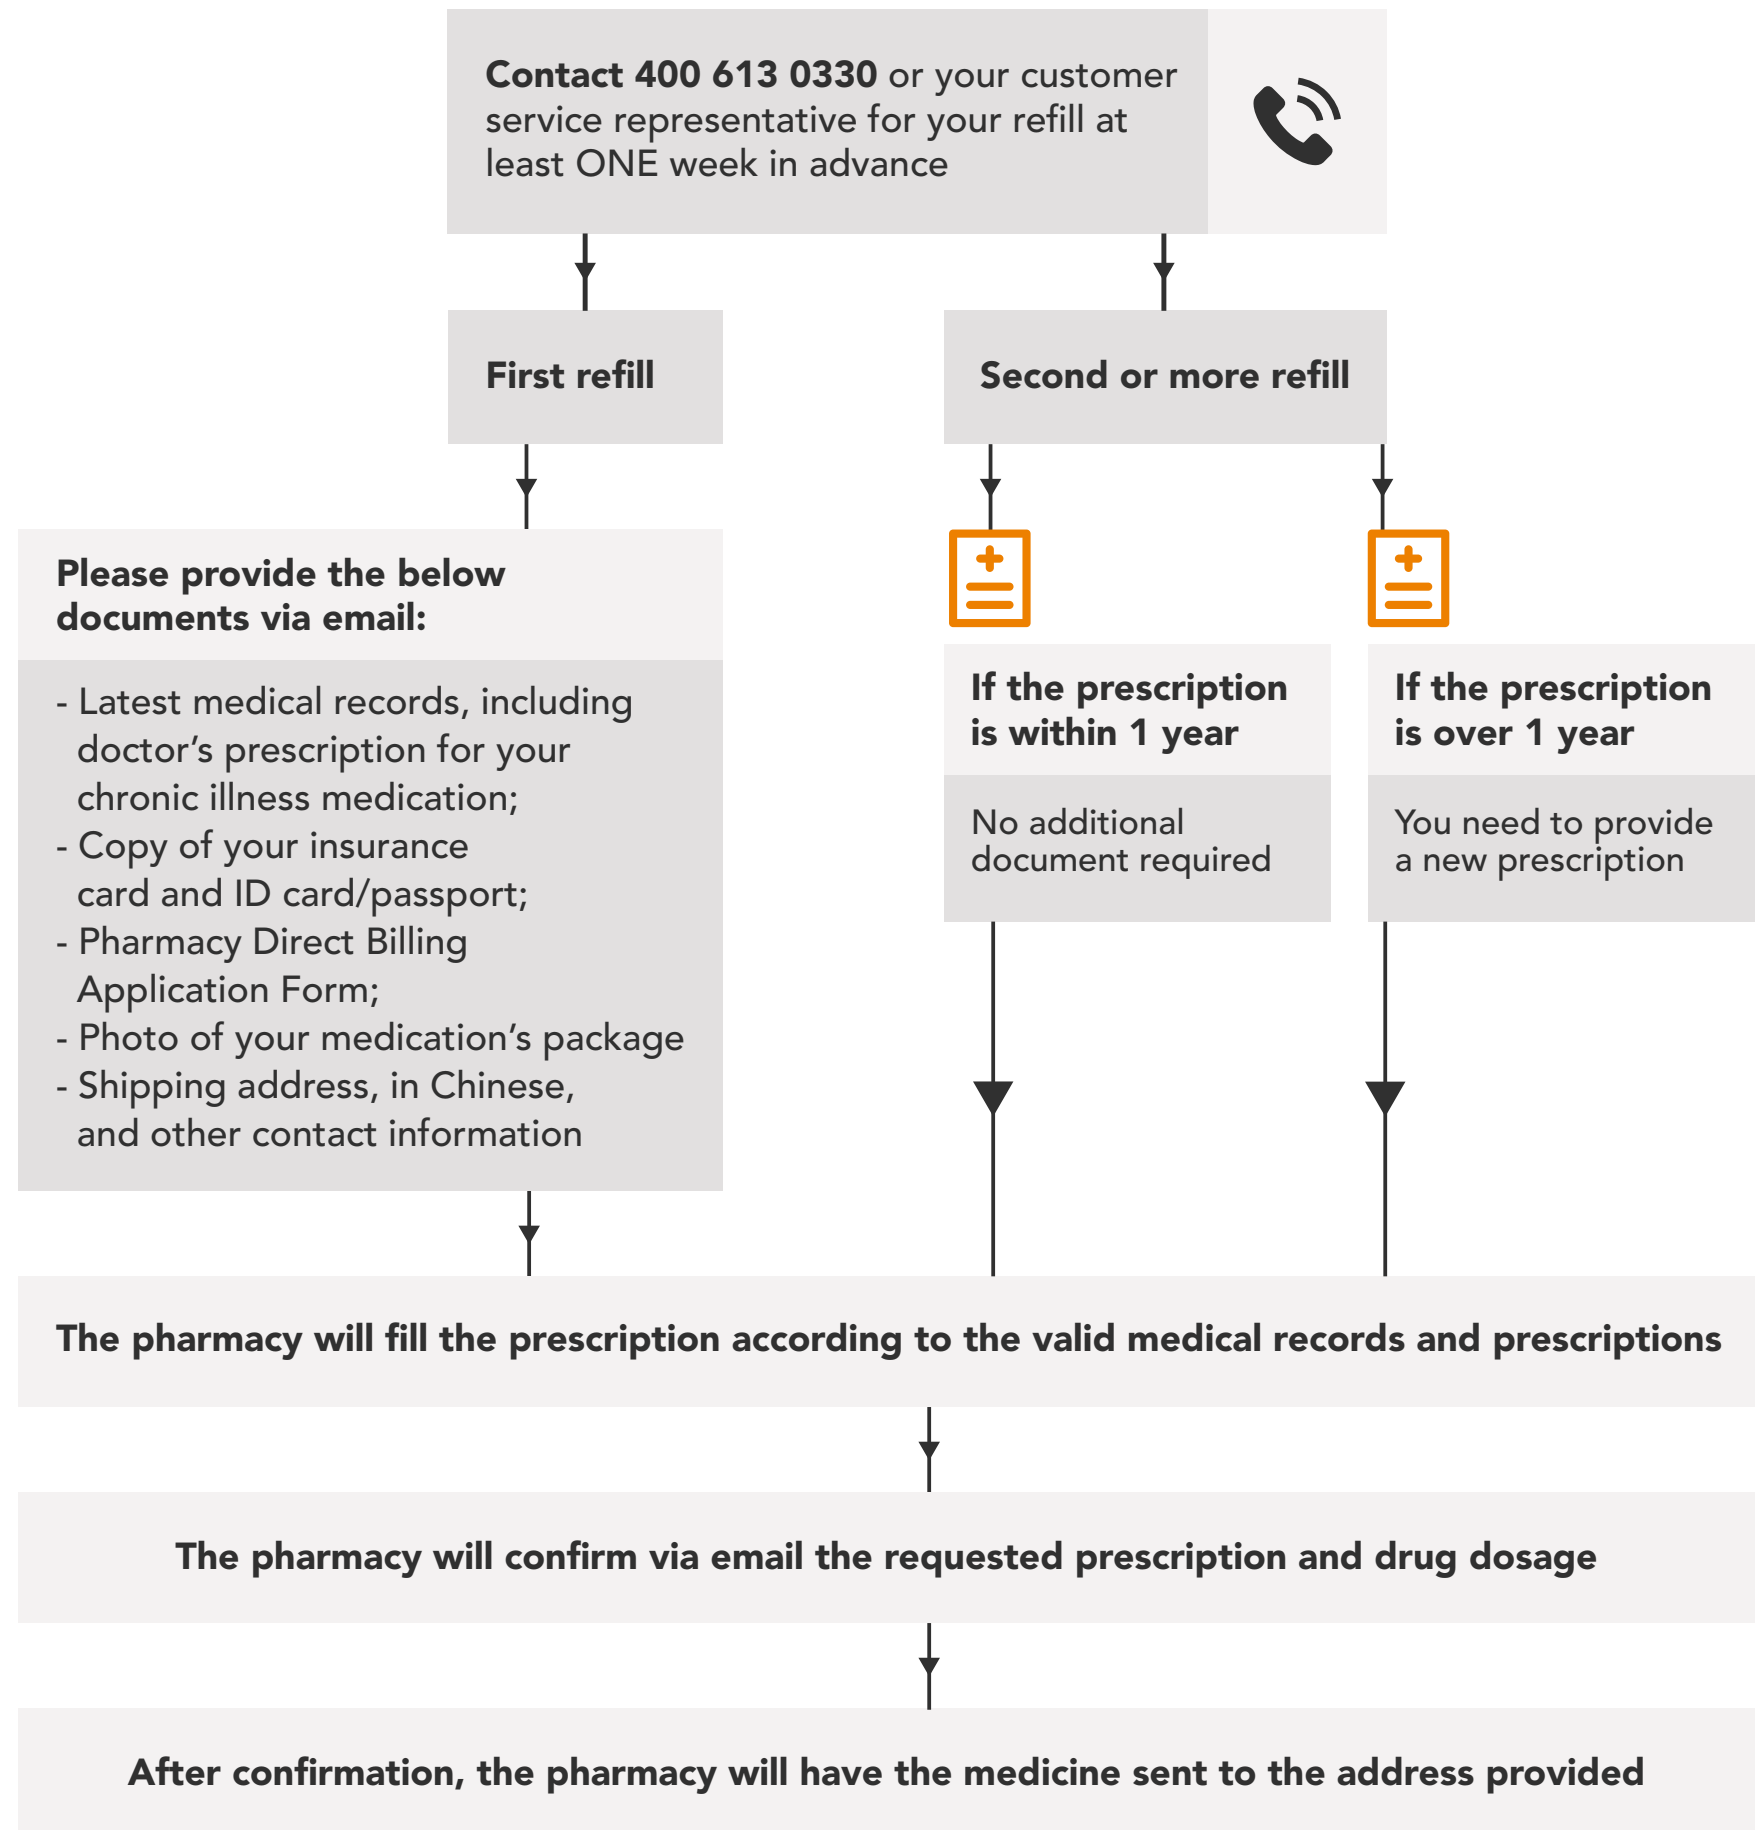 Contact 400 613 0330 or your customer
service representative for your refill at
least ONE week in advance
First refill
Second or more refill
Please provide the below
documents via email:
- Latest medical records, including
doctor’s prescription for your
chronic illness medication;
- Copy of your insurance
card and ID card/passport;
- Pharmacy Direct Billing
Application Form;
- Photo of your medication’s package
- Shipping address, in Chinese,
and other contact information
If the prescription
is within 1 year
No additional
document required
If the prescription
is over 1 year
You need to provide
a new prescription
The pharmacy will fill the prescription according to the valid medical records and prescriptions
The pharmacy will confirm via email the requested prescription and drug dosage
After confirmation, the pharmacy will have the medicine sent to the address provided